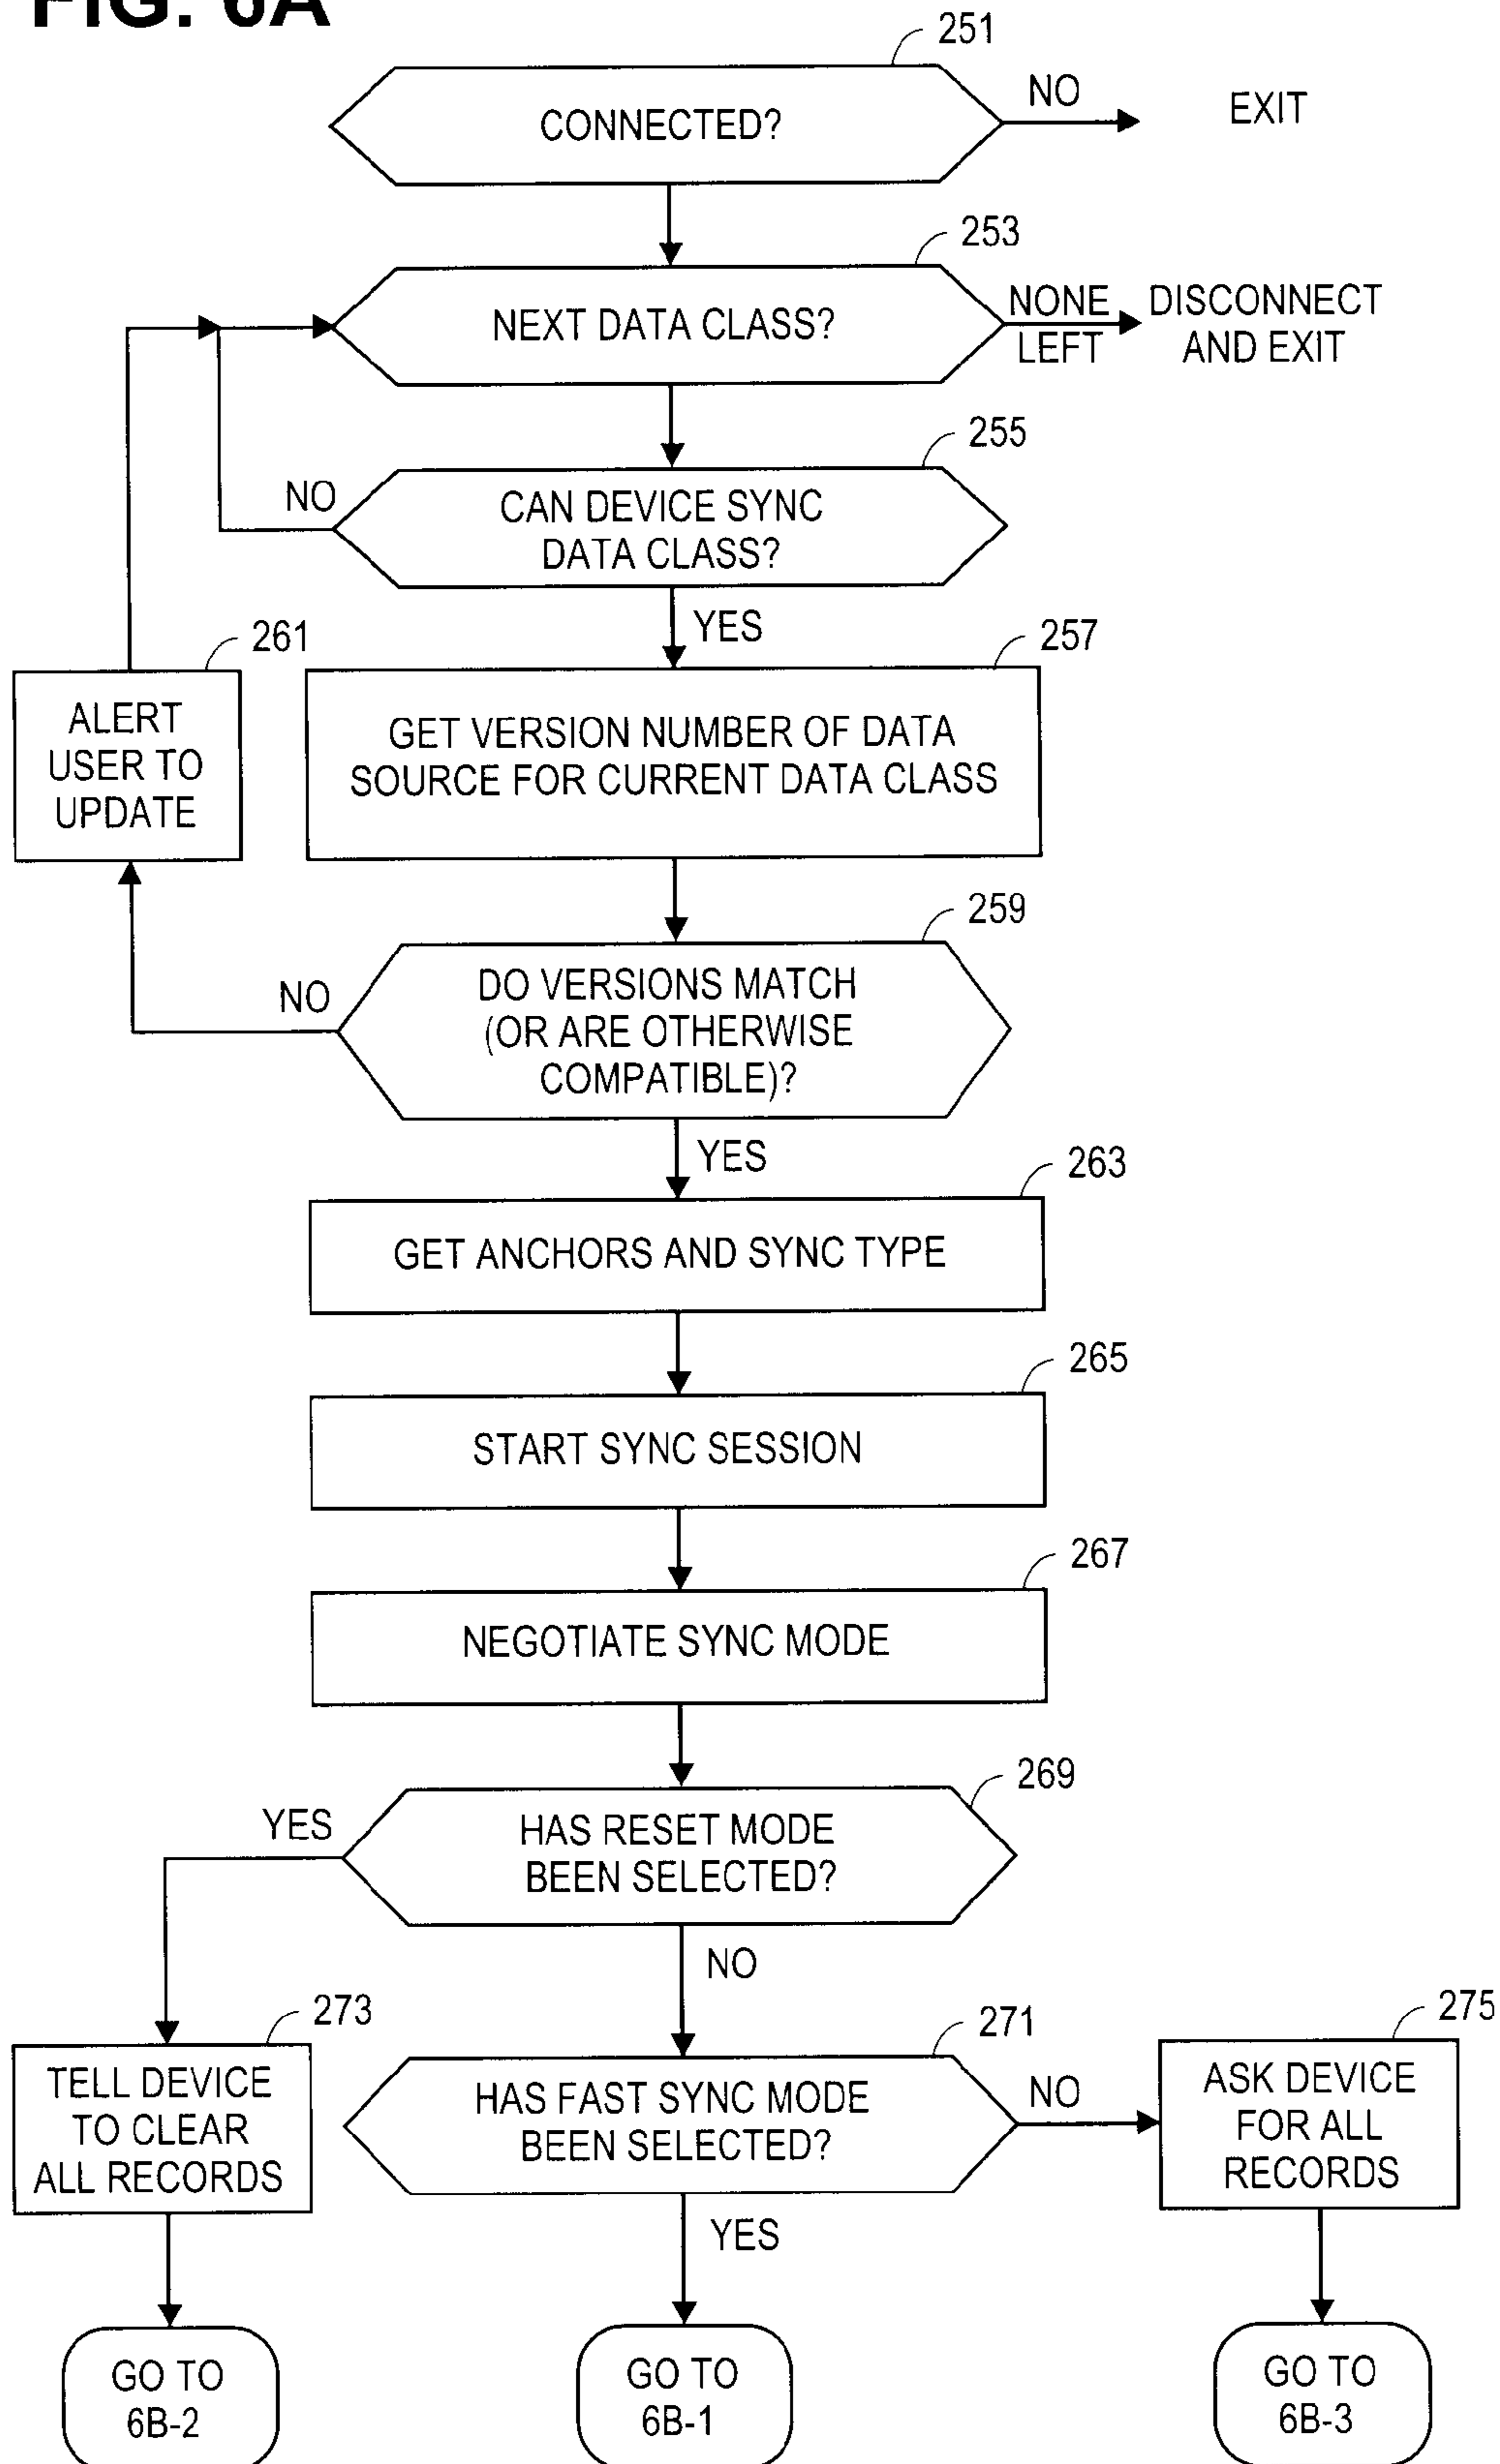 FIG. 6A
251
CONNECTED?
NO
EXIT
253
NEXT DATA CLASS?
NONE
LEFT
DISCONNECT
AND EXIT
255
NO
CAN DEVICE SYNC
DATA CLASS?
YES
261
ALERT
USER TO
UPDATE
257
GET VERSION NUMBER OF DATA
SOURCE FOR CURRENT DATA CLASS
259
NO
DO VERSIONS MATCH
(OR ARE OTHERWISE
COMPATIBLE)?
YES
263
GET ANCHORS AND SYNC TYPE
265
START SYNC SESSION
267
NEGOTIATE SYNC MODE
269
YES
HAS RESET MODE
BEEN SELECTED?
NO
273
TELL DEVICE
TO CLEAR
ALL RECORDS
271
HAS FAST SYNC MODE
BEEN SELECTED?
NO
275
ASK DEVICE
FOR ALL
RECORDS
YES
GO TO
6B-2
GO TO
6B-1
GO TO
6B-3